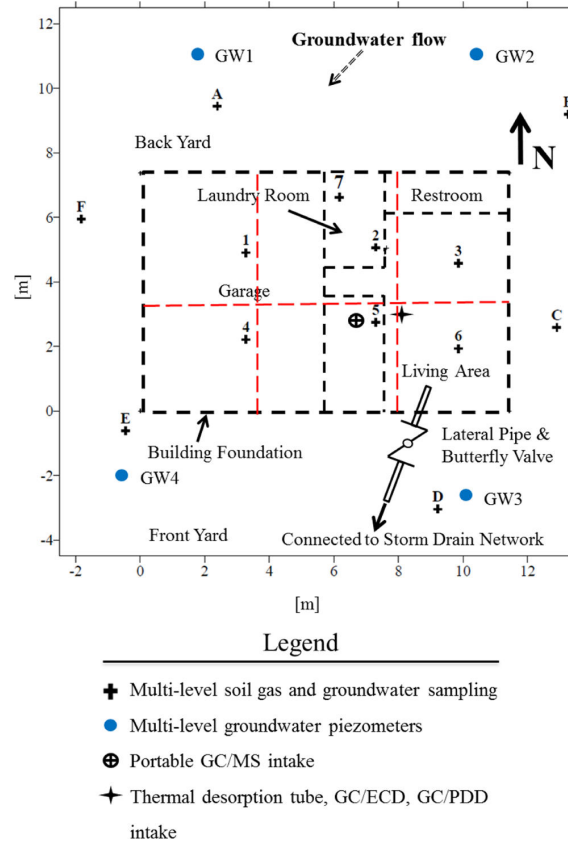 12
10
8
6
4
2
0
-2
-4
[m]
GW1
Groundwater flow
GW2
A
Back Yard
N
7
Laundry Room
Restroom
F
1
2
3
Garage
4
5
6
C
Living Area
E
Building Foundation
Lateral Pipe &
Butterfly Valve
GW4
D
GW3
Front Yard
Connected to Storm Drain Network
-2 0 2 4 6 8 10 12
[m]
Legend
Multi-level soil gas and groundwater sampling
Multi-level groundwater piezometers
Portable GC/MS intake
Thermal desorption tube, GC/ECD, GC/PDD
intake